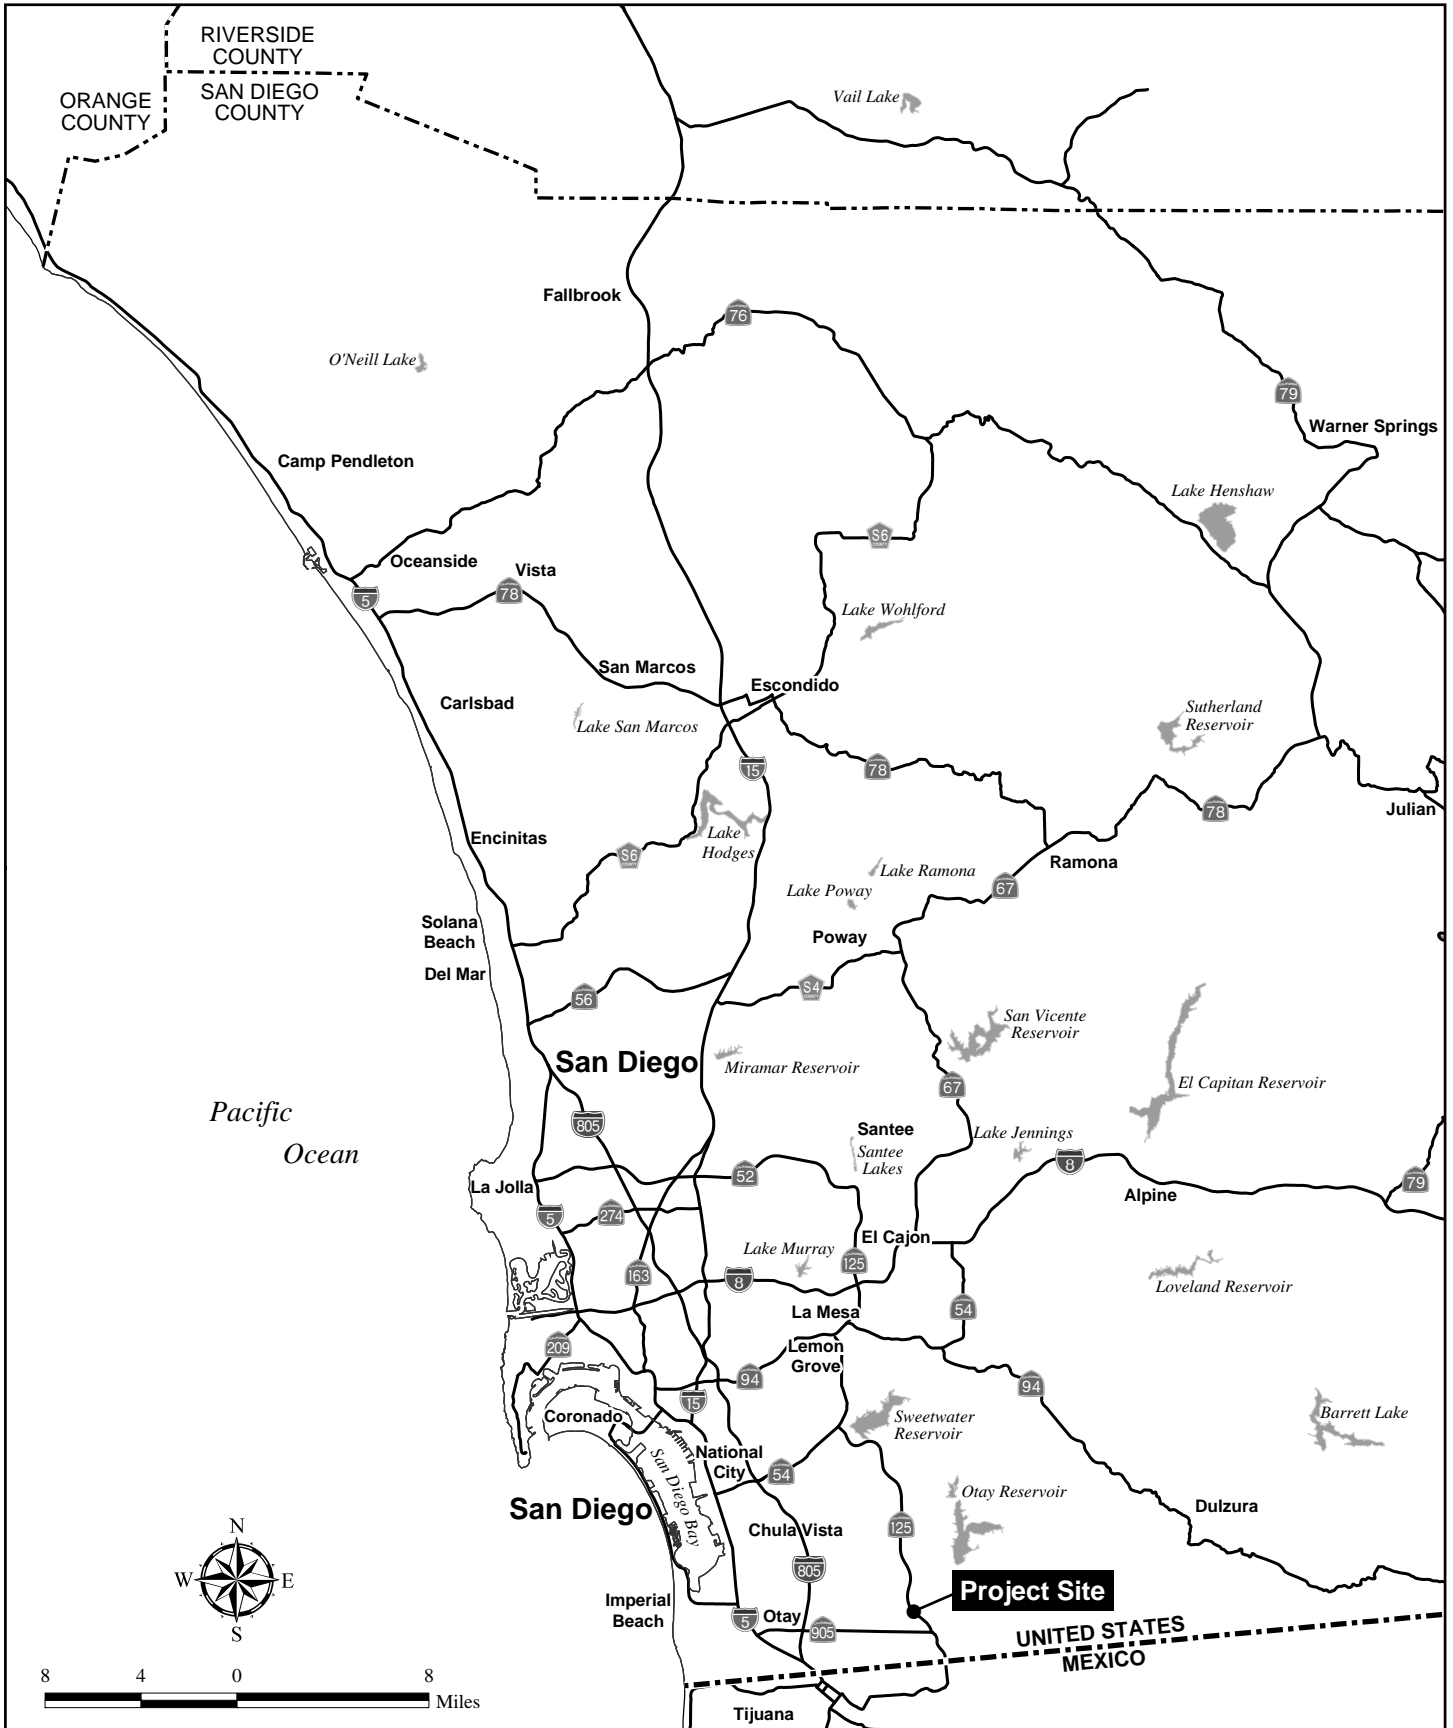 RIVERSIDE
COUNTY
ORANGE
COUNTY
SAN DIEGO
COUNTY
Vail Lake
Fallbrook
76
O'Neill Lake
79
Warner Springs
Camp Pendleton
Lake Henshaw
S6
COUNTY
Oceanside
Vista
5
78
Lake Wohlford
San Marcos
Escondido
Carlsbad
Lake San Marcos
Sutherland
Reservoir
15
78
78
Julian
Encinitas
Lake
Hodges
S6
COUNTY
Ramona
Lake Ramona
67
Lake Poway
Solana
Beach
Poway
Del Mar
56
S4
COUNTY
San Vicente
Reservoir
San Diego
Miramar Reservoir
67
El Capitan Reservoir
Pacific
Ocean
805
Santee
Santee
Lakes
Lake Jennings
8
52
79
La Jolla
Alpine
5
274
El Cajon
Lake Murray
125
163
8
Loveland Reservoir
54
La Mesa
209
Lemon
Grove
94
94
15
Coronado
Sweetwater
Reservoir
Barrett Lake
National
City
54
San Diego Bay
San Diego
Otay Reservoir
Dulzura
Chula Vista
125
805
N
W
E
S
Project Site
Imperial
Beach
5
Otay
905
UNITED STATES
MEXICO
8
4
0
8
Miles
Tijuana